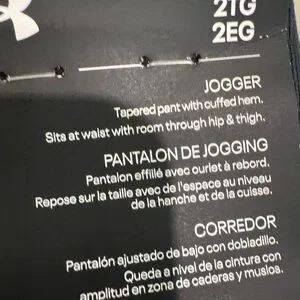 2TG
2EG
JOGGER
Tapered pant with cuffed hem.
Sits at waist with room through hip & thigh.
PANTALON DE JOGGING
Pantalon effilé avec ourlet à rebord.
Repose sur la taille avec de l'espace au niveau
de la hanche et de la cuisse.
CORREDOR
Pantalón ajustado de bajo con dobladillo.
Queda a nivel de la cintura con
amplitud en zona de caderas y muslos.